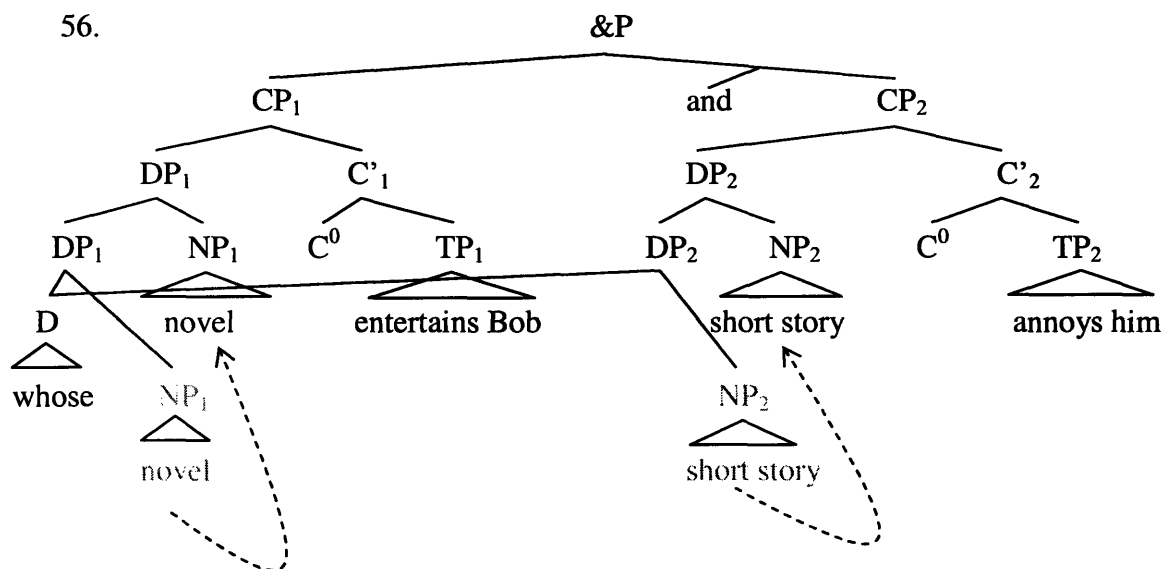 56. &P
CP₁ and CP₂
DP₁ C'₁ DP₂ C'₂
DP₁ NP₁ C⁰ TP₁ DP₂ NP₂ C⁰ TP₂
D novel entertains Bob short story annoys him
whose NP₁ NP₂
novel short story